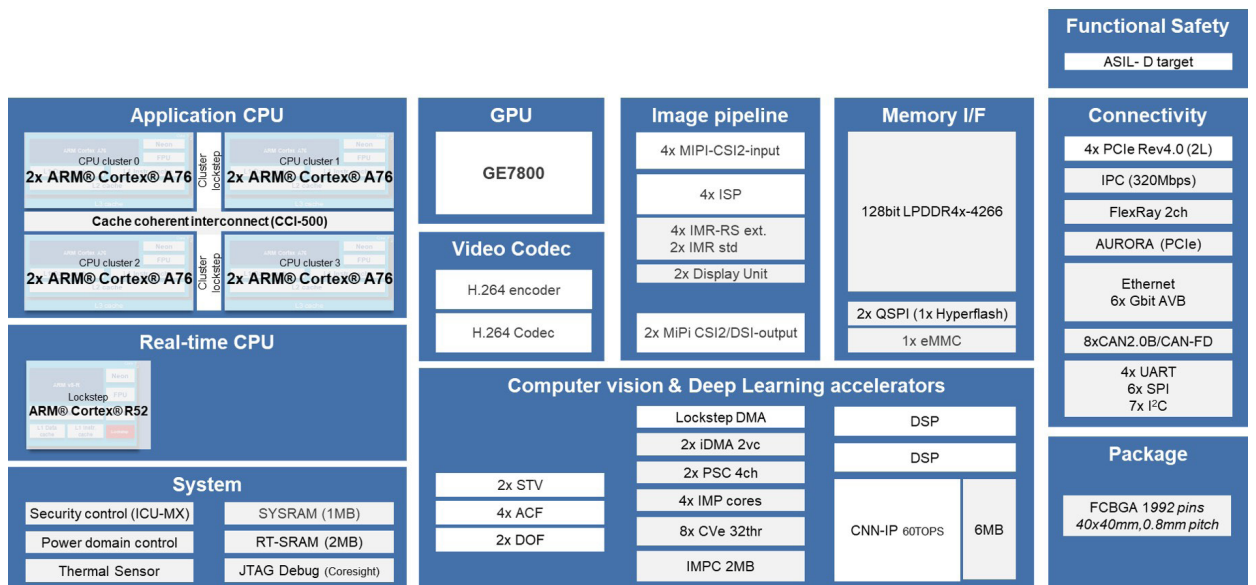 Functional Safety
ASIL- D target
Application CPU
CPU cluster 0
2x ARM® Cortex® A76
Cluster
lockstep
CPU cluster 1
2x ARM® Cortex® A76
Cache coherent interconnect (CCI-500)
CPU cluster 2
2x ARM® Cortex® A76
Cluster
lockstep
CPU cluster 3
2x ARM® Cortex® A76
Real-time CPU
Neon
FPU
Lockstep
ARM® Cortex® R52
System
Security control (ICU-MX)
Power domain control
Thermal Sensor
SYSRAM (1MB)
RT-SRAM (2MB)
JTAG Debug (Coresight)
GPU
GE7800
Video Codec
H.264 encoder
H.264 Codec
Image pipeline
4x MIPI-CSI2-input
4x ISP
4x IMR-RS ext.
2x IMR std
2x Display Unit
2x MiPi CSI2/DSI-output
Memory I/F
128bit LPDDR4x-4266
2x QSPI (1x Hyperflash)
1x eMMC
Computer vision & Deep Learning accelerators
2x STV
4x ACF
2x DOF
Lockstep DMA
2x iDMA 2vc
2x PSC 4ch
4x IMP cores
8x CVe 32thr
IMPC 2MB
DSP
DSP
CNN-IP 60TOPS
6MB
Connectivity
4x PCIe Rev4.0 (2L)
IPC (320Mbps)
FlexRay 2ch
AURORA (PCIe)
Ethernet
6x Gbit AVB
8xCAN2.0B/CAN-FD
4x UART
6x SPI
7x I²C
Package
FCBGA 1992 pins
40x40mm,0.8mm pitch